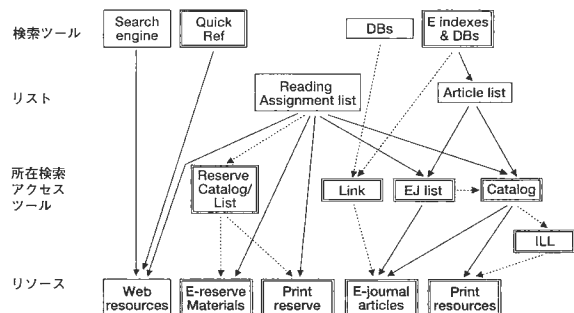 検索ツール
Search
engine
Quick
Ref
DBs
E indexes
& DBs
リスト
Reading
Assignment list
Article list
所在検索
アクセス
ツール
Reserve
Catalog/
List
Link
EJ list
Catalog
ILL
リソース
Web
resources
E-reserve
Materials
Print
reserve
E-journal
articles
Print
resources